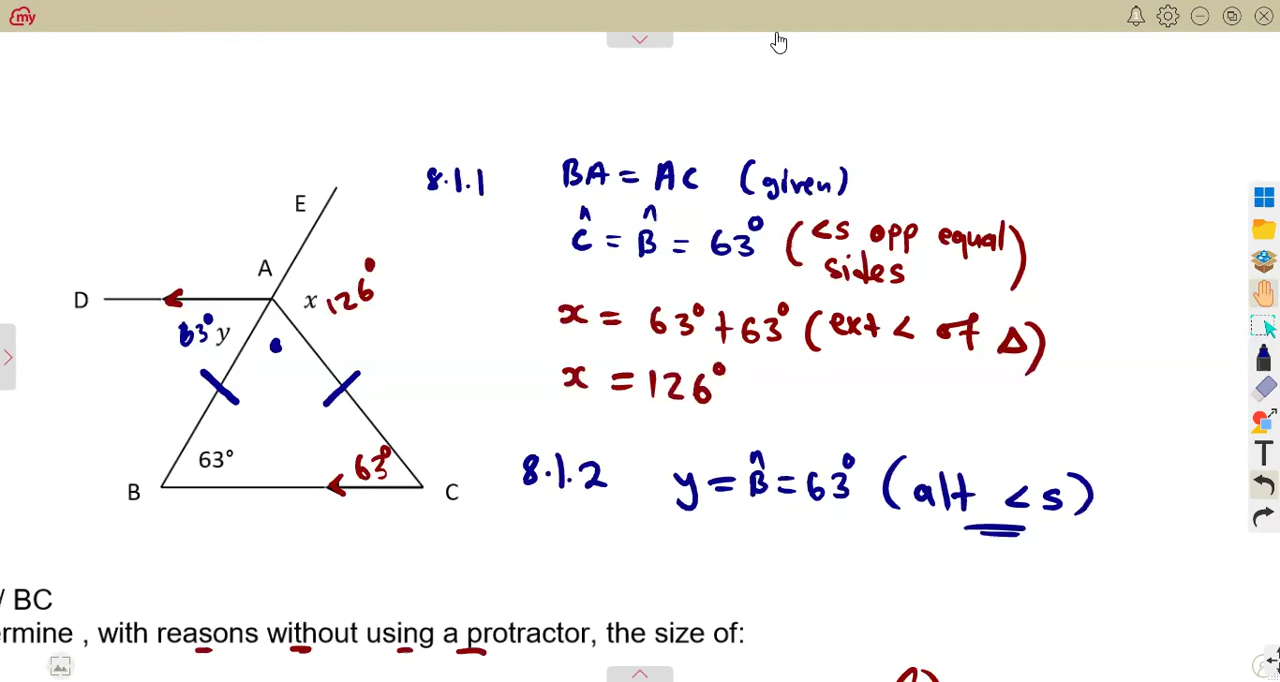 my
E
8.1.1 BA = AC (given)
Ĉ = B̂ = 63° (<s opp equal sides)
A
D
x 126°
63° y
x = 63° + 63° (ext < of Δ)
x = 126°
63°
63°
B
C
8.1.2 y = B̂ = 63° (alt <s)
/ BC
ermine , with reasons without using a protractor, the size of:
T